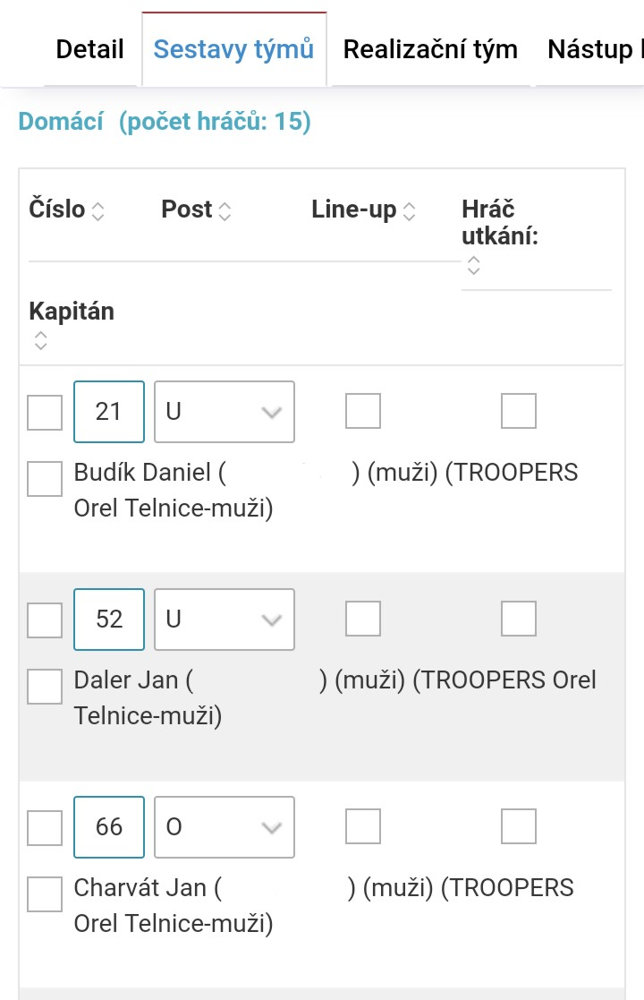 Detail Sestavy týmů Realizační tým Nástup
Domácí (počet hráčů: 15)
Číslo Post Line-up Hráč
utkání:
Kapitán
21 U
Budík Daniel ( ) (muži) (TROOPERS
Orel Telnice-muži)
52 U
Daler Jan ( ) (muži) (TROOPERS Orel
Telnice-muži)
66 O
Charvát Jan ( ) (muži) (TROOPERS
Orel Telnice-muži)